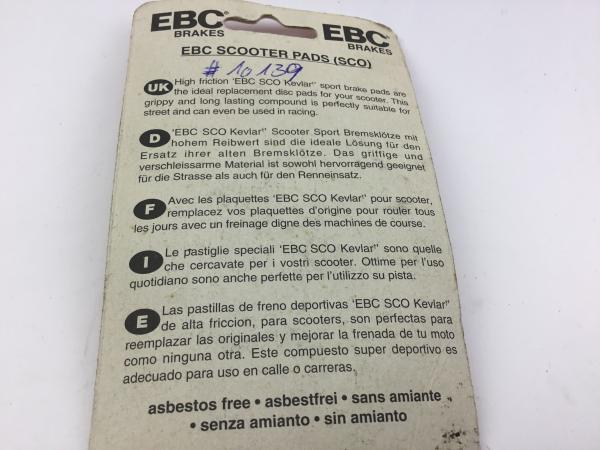 EBC BRAKES
EBC BRAKES
EBC SCOOTER PADS (SCO)
# 10139
UK High friction 'EBC SCO Kevlar" sport brake pads are
the ideal replacement disc pads for your scooter. This
grippy and long lasting compound is perfectly suitable for
street and can even be used in racing.
D 'EBC SCO Kevlar" Scooter Sport Bremsklötze mit
hohem Reibwert sind die ideale Lösung für den
Ersatz ihrer alten Bremsklötze. Das griffige und
verschleissarme Material ist sowohl hervorragend geeignet
für die Strasse als auch für den Renneinsatz.
F Avec les plaquettes 'EBC SCO Kevlar" pour scooter,
remplacez vos plaquettes d'origine pour rouler tous
les jours avec un freinage digne des machines de course.
I Le pastiglie speciali 'EBC SCO Kevlar" sono quelle
che cercavate per i vostri scooter. Ottime per l'uso
quotidiano sono anche perfette per l'utilizzo su pista.
E Las pastillas de freno deportivas 'EBC SCO Kevlar"
de alta friccion, para scooters, son perfectas para
reemplazar las originales y mejorar la frenada de tu moto
como ninguna otra. Este compuesto super deportivo es
adecuado para uso en calle o carreras.
asbestos free • asbestfrei • sans amiante
• senza amianto • sin amianto